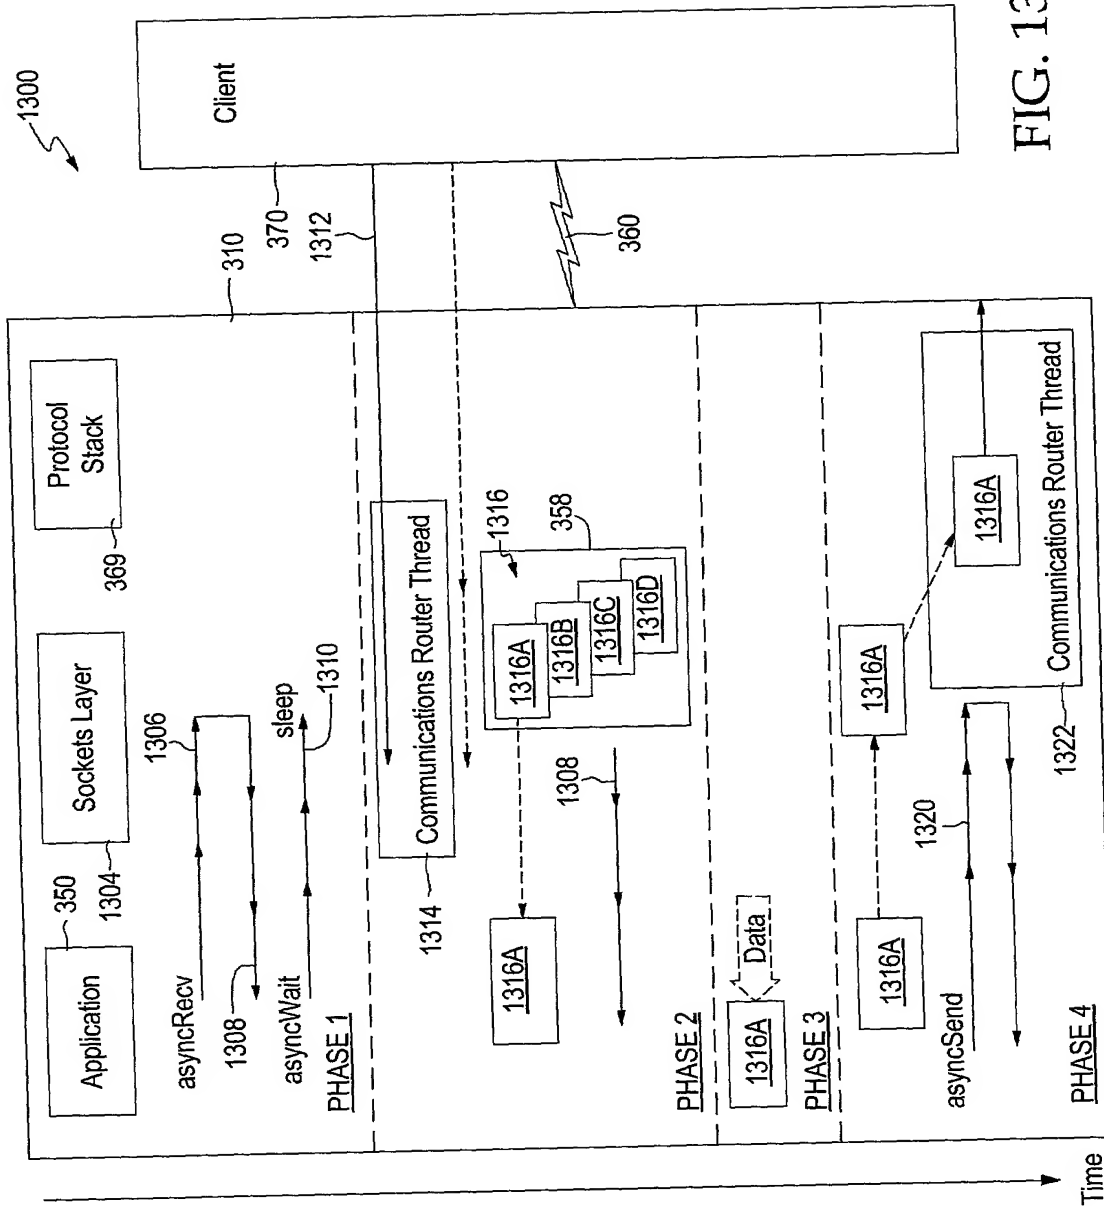 1300
Client
370
1312
310
360
Protocol
Stack
369
Sockets Layer
1304
350
Application
asyncRecv
1306
1308
asyncWait
sleep
1310
PHASE 1
Communications Router Thread
1314
1316
358
1316A
1316B
1316C
1316D
1316A
1308
PHASE 2
1316A
Data
PHASE 3
1316A
1316A
1316A
Communications Router Thread
1322
asyncSend
1320
PHASE 4
Time